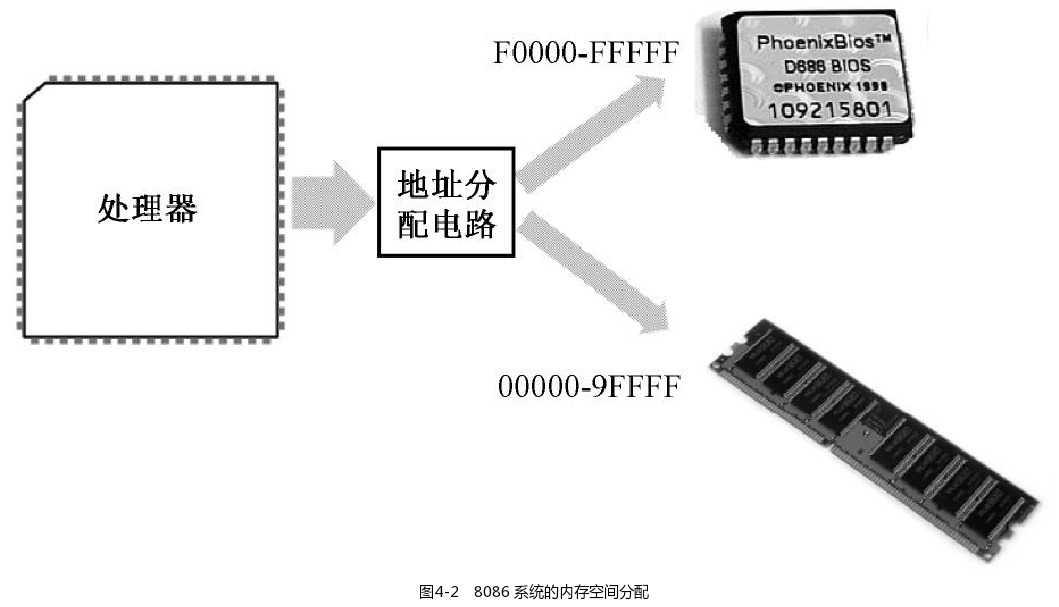 F0000-FFFFF
PhoenixBios™
D686 BIOS
©PHOENIX 1998
109215801
处理器
地址分
配电路
00000-9FFFF
图4-2 8086 系统的内存空间分配